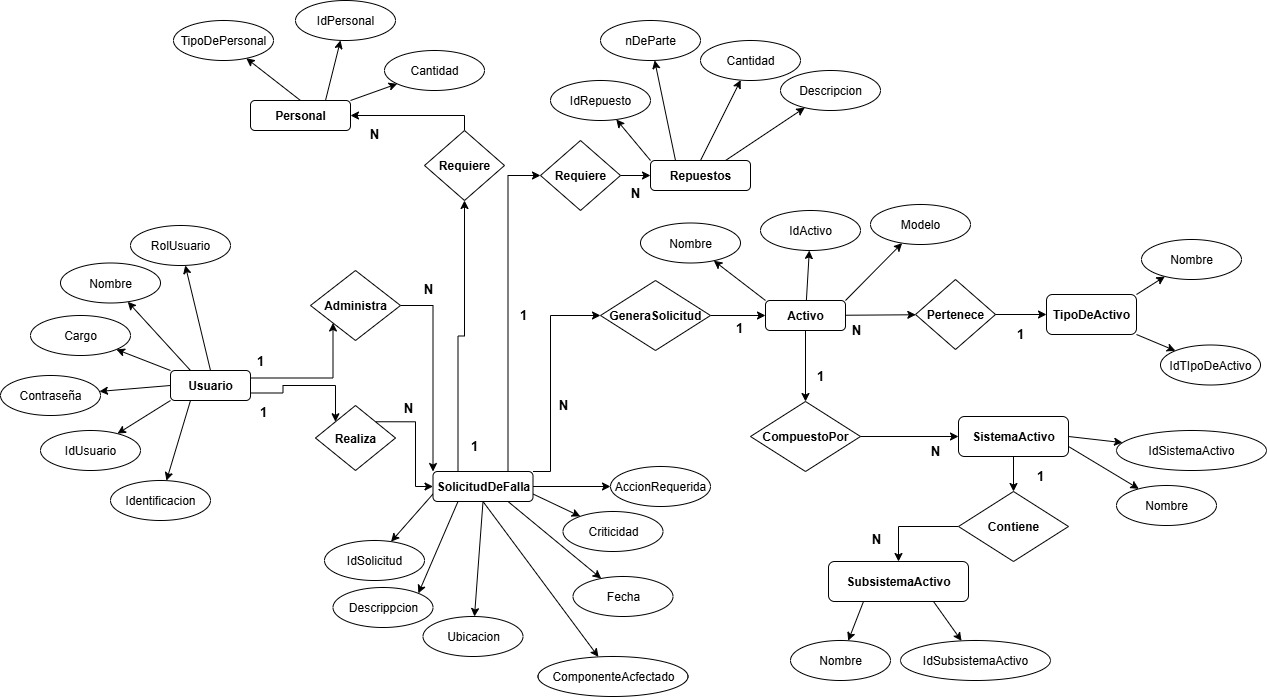 IdPersonal
TipoDePersonal
nDeParte
Cantidad
Cantidad
Descripcion
IdRepuesto
Personal
N
Requiere
Requiere
Repuestos
N
Modelo
IdActivo
Nombre
RolUsuario
Nombre
Nombre
N
Administra
1
GeneraSolicitud
1
Activo
N
Pertenece
1
TipoDeActivo
Cargo
1
IdTIpoDeActivo
1
Usuario
Contraseña
1
N
N
Realiza
1
CompuestoPor
N
SistemaActivo
IdSistemaActivo
IdUsuario
1
Nombre
Identificacion
SolicitudDeFalla
AccionRequerida
Criticidad
Contiene
N
IdSolicitud
SubsistemaActivo
Fecha
Descrippcion
Ubicacion
Nombre
IdSubsistemaActivo
ComponenteAcfectado